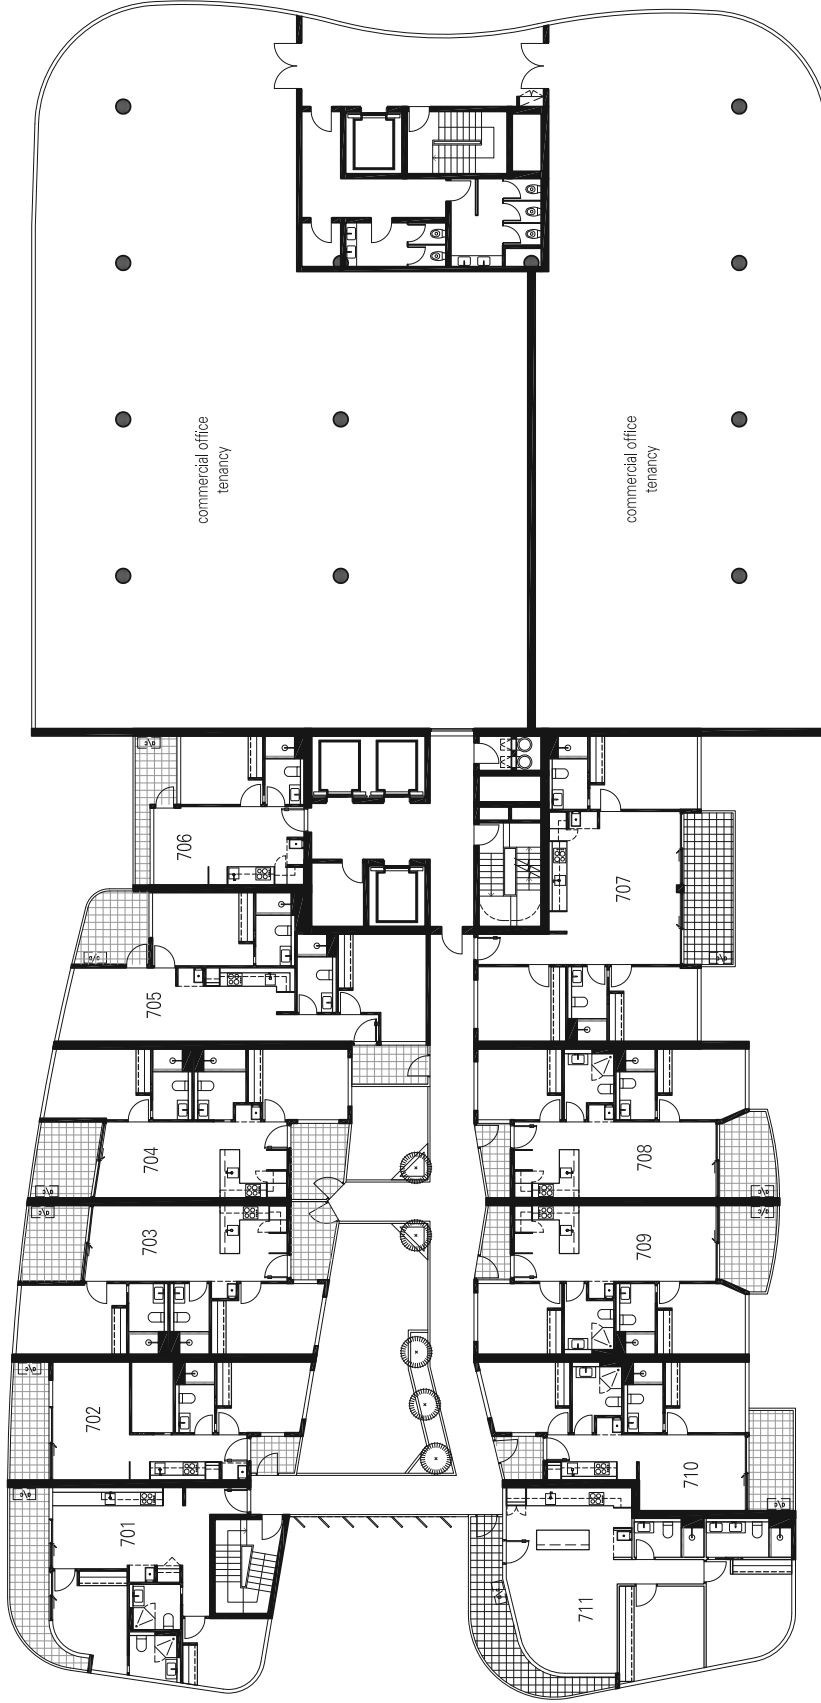 commercial office
tenancy
commercial office
tenancy
706
707
705
704
708
703
709
702
710
701
711
a/c
a/c
a/c
a/c
a/c
a/c
a/c
a/c
a/c
a/c
a/c
a/c